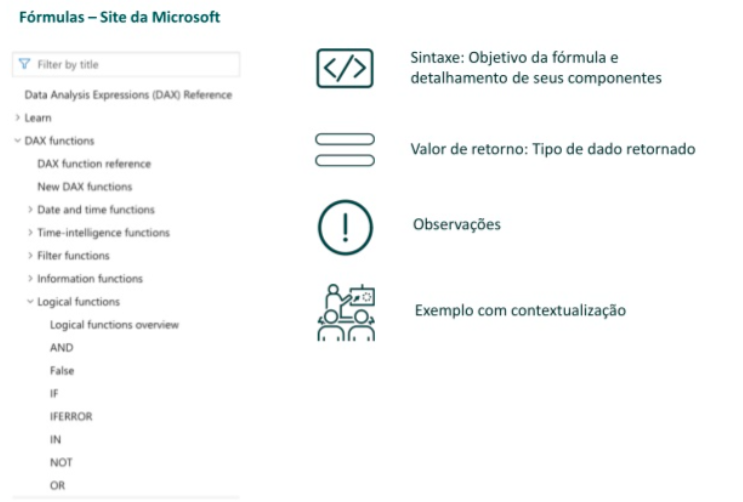 Fórmulas – Site da Microsoft
Filter by title
Data Analysis Expressions (DAX) Reference
Learn
DAX functions
DAX function reference
New DAX functions
Date and time functions
Time-intelligence functions
Filter functions
Information functions
Logical functions
Logical functions overview
AND
False
IF
IFERROR
IN
NOT
OR
Sintaxe: Objetivo da fórmula e
detalhamento de seus componentes
Valor de retorno: Tipo de dado retornado
Observações
Exemplo com contextualização